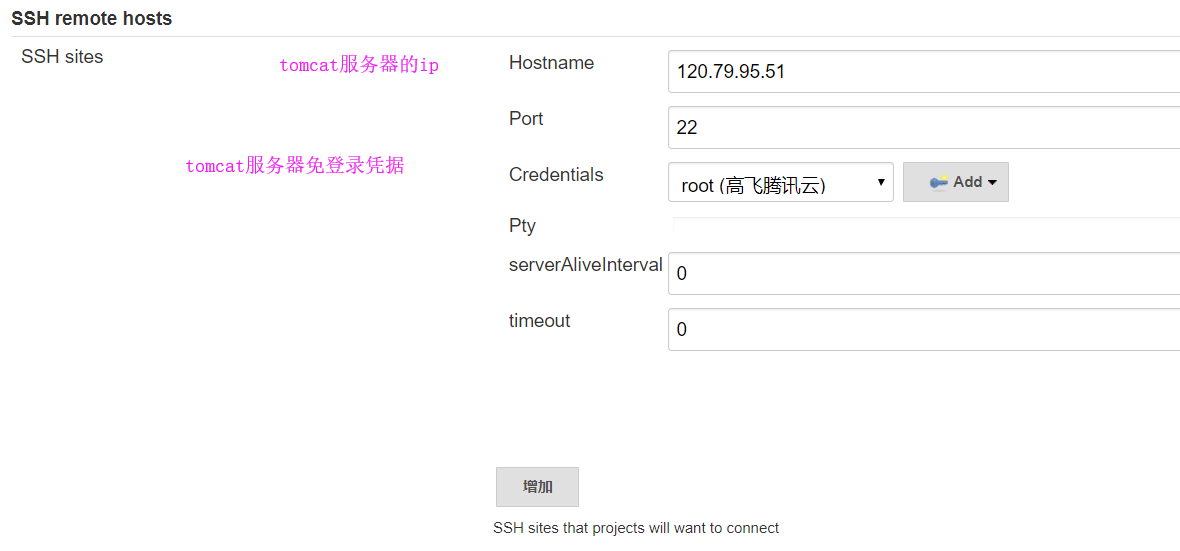 SSH remote hosts
SSH sites
tomcat服务器的ip
Hostname
120.79.95.51
Port
22
tomcat服务器免登录凭据
Credentials
root (高飞腾讯云)
Add
Pty
serverAliveInterval
0
timeout
0
增加
SSH sites that projects will want to connect